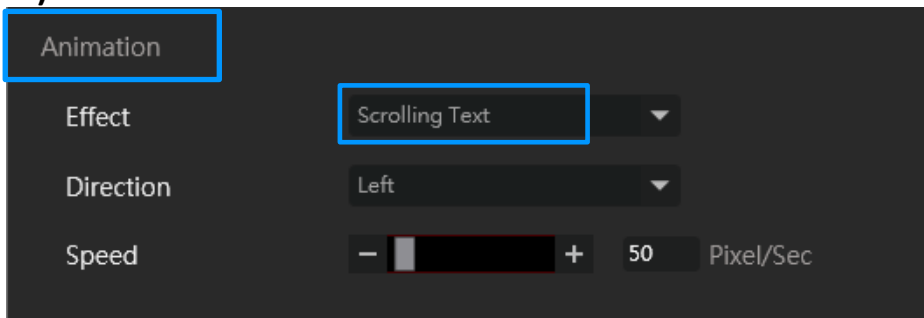 Animation
Effect Scrolling Text
Direction Left
Speed − + 50 Pixel/Sec